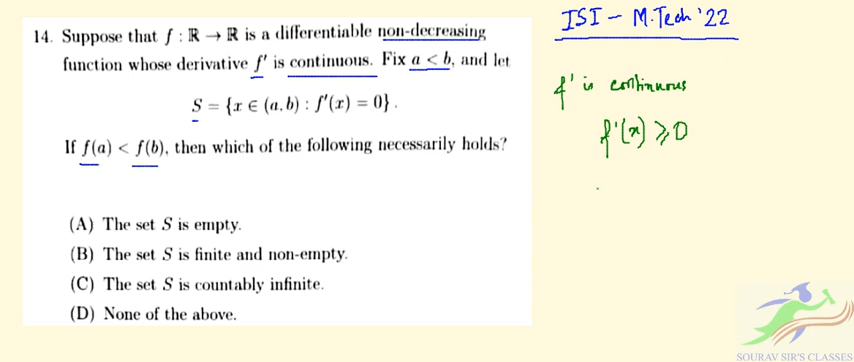 ISI - M.Tech '22
14. Suppose that f : ℝ → ℝ is a differentiable non-decreasing
function whose derivative f′ is continuous. Fix a < b, and let
S = {x ∈ (a, b) : f′(x) = 0} .
If f(a) < f(b), then which of the following necessarily holds?
(A) The set S is empty.
(B) The set S is finite and non-empty.
(C) The set S is countably infinite.
(D) None of the above.
f' is continuous
f'(x) ⩾ 0
SOURAV SIR'S CLASSES